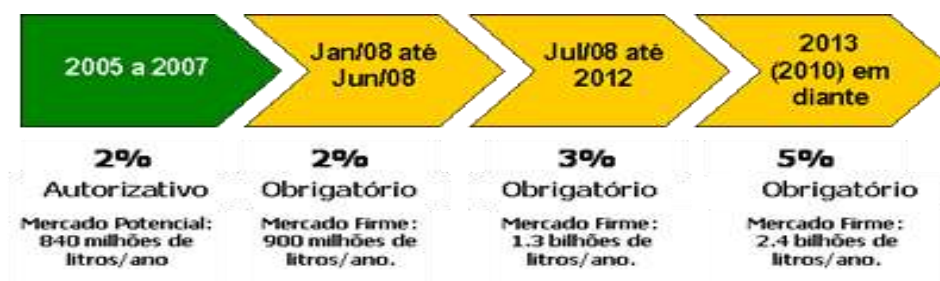 2005 a 2007
Jan/08 até
Jun/08
Jul/08 até
2012
2013
(2010) em
diante
2%
Autorizativo
Mercado Potencial:
840 milhões de
litros/ano
2%
Obrigatório
Mercado Firme:
900 milhões de
litros/ano.
3%
Obrigatório
Mercado Firme:
1.3 bilhões de
litros/ano.
5%
Obrigatório
Mercado Firme:
2.4 bilhões de
litros/ano.